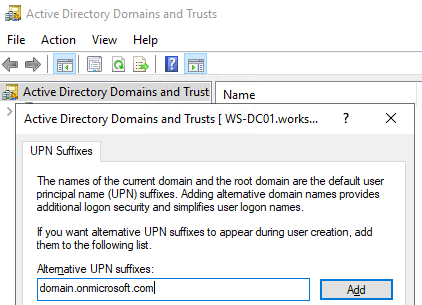 Active Directory Domains and Trusts
File Action View Help
Active Directory Domains and Trust
Name
Active Directory Domains and Trusts [ WS-DC01.works... ? ×
UPN Suffixes
The names of the current domain and the root domain are the default user
principal name (UPN) suffixes. Adding alternative domain names provides
additional logon security and simplifies user logon names.
If you want alternative UPN suffixes to appear during user creation, add
them to the following list.
Alternative UPN suffixes:
domain.onmicrosoft.com
Add